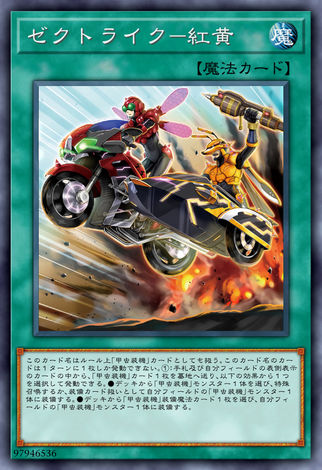 ゼクトライク－紅黄
魔
【魔法カード】
このカード名はルール上「甲虫装機」カードとしても扱う。このカード名のカー
ドは１ターンに１枚しか発動できない。①：手札及び自分フィールドの表側表示
のカードの中から、「甲虫装機」カード１枚を墓地へ送り、以下の効果から１つ
を選択して発動できる。●デッキから「甲虫装機」モンスター１体を選び、特殊
召喚するか、装備カード扱いとして自分フィールドの「甲虫装機」モンスター１
体に装備する。●デッキから「甲虫装機」装備魔法カード１枚を選び、自分フィ
ールドの「甲虫装機」モンスター１体に装備する。
97946536